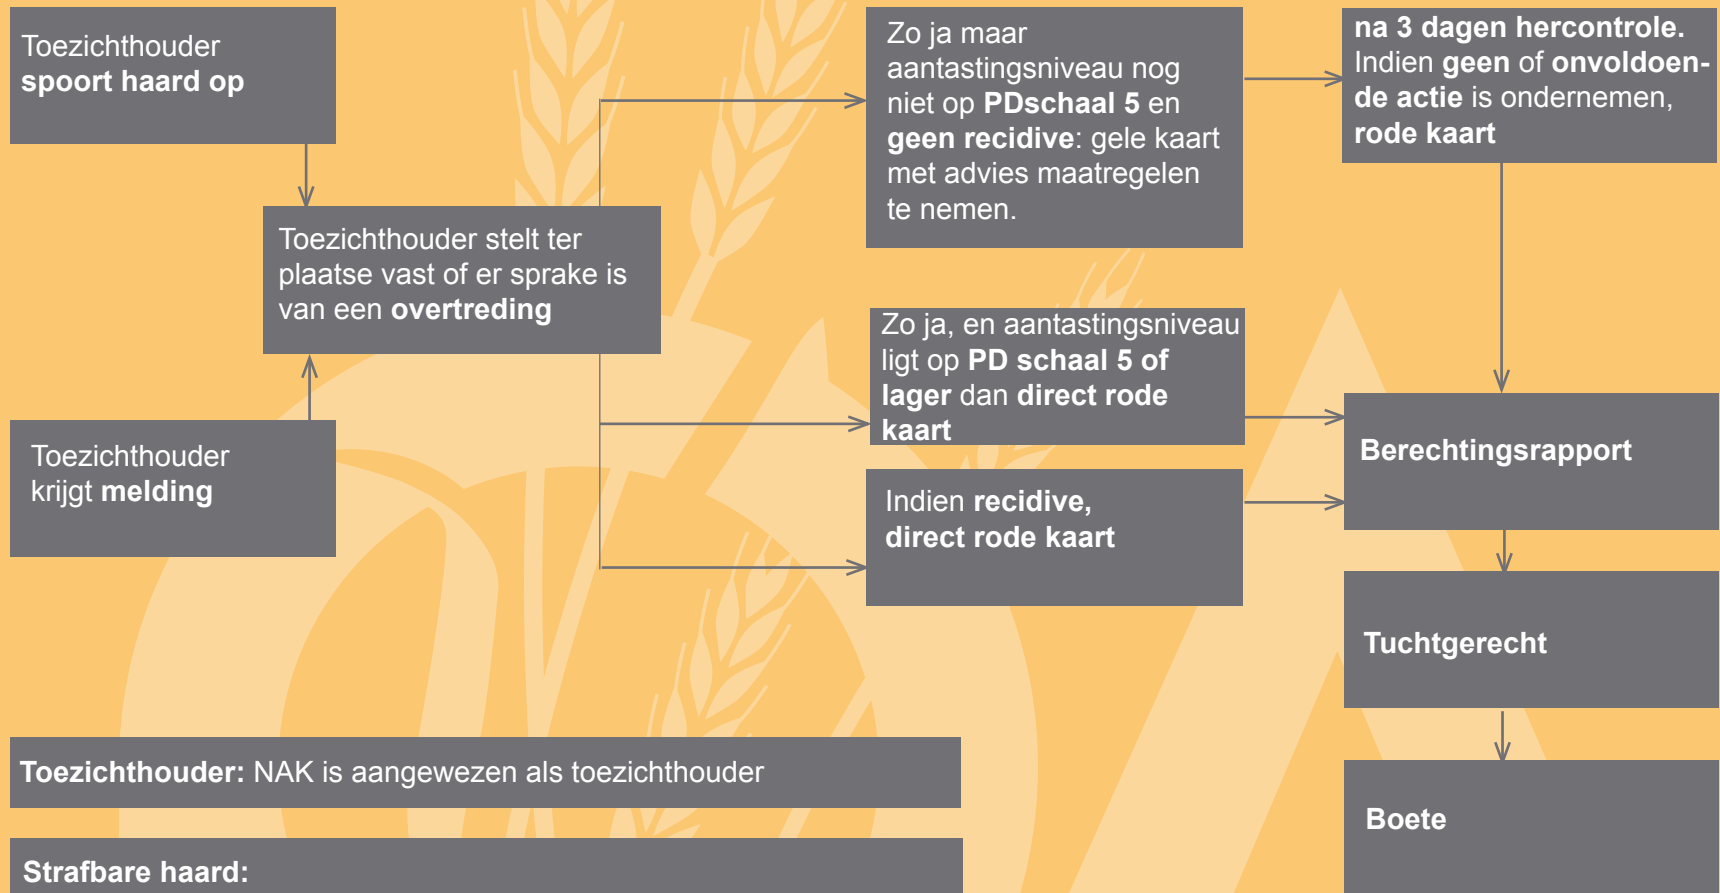 Toezichthouder
spoort haard op
Toezichthouder stelt ter
plaatse vast of er sprake is
van een overtreding
Toezichthouder
krijgt melding
Zo ja maar
aantastingsniveau nog
niet op PDschaal 5 en
geen recidive: gele kaart
met advies maatregelen
te nemen.
na 3 dagen hercontrole.
Indien geen of onvoldoen-
de actie is ondernemen,
rode kaart
Zo ja, en aantastingsniveau
ligt op PD schaal 5 of
lager dan direct rode
kaart
Indien recidive,
direct rode kaart
Berechtingsrapport
Tuchtgerecht
Boete
Toezichthouder: NAK is aangewezen als toezichthouder
Strafbare haard: